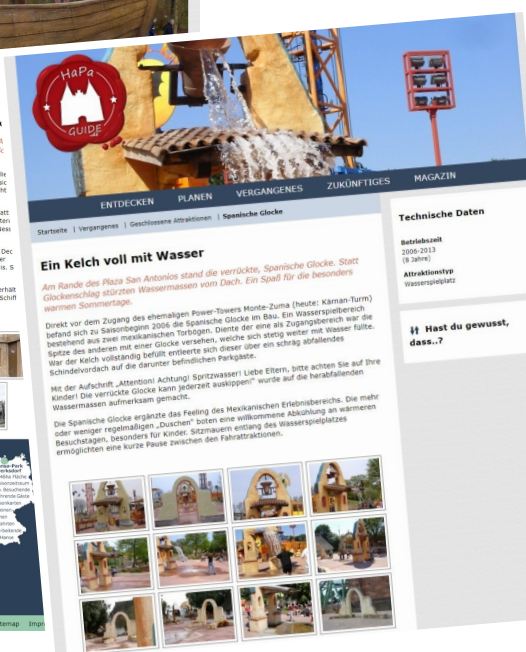 HaPa
GUIDE
ENTDECKEN PLANEN VERGANGENES ZUKÜNFTIGES MAGAZIN
Startseite | Vergangenes | Geschlossene Attraktionen | Spanische Glocke
Ein Kelch voll mit Wasser
Am Rande des Plaza San Antonios stand die verrückte, Spanische Glocke. Statt
Glockenschlag stürzten Wassermassen vom Dach. Ein Spaß für die besonders
warmen Sommertage.
Direkt vor dem Zugang des ehemaligen Power-Towers Monte-Zuma (heute: Kärnan-Turm)
befand sich zu Saisonbeginn 2006 die Spanische Glocke im Bau. Ein Wasserspielbereich
bestehend aus zwei mexikanischen Torbögen. Diente der eine als Zugangsbereich war die
Spitze des anderen mit einer Glocke versehen, welche sich stetig weiter mit Wasser füllte.
War der Kelch vollständig befüllt entleerte sich dieser über ein schräg abfallendes
Schindelvordach auf die darunter befindlichen Parkgäste.
Mit der Aufschrift „Attention! Achtung! Spritzwasser! Liebe Eltern, bitte achten Sie auf Ihre
Kinder! Die verrückte Glocke kann jederzeit auskippen!" wurde auf die herabfallenden
Wassermassen aufmerksam gemacht.
Die Spanische Glocke ergänzte das Feeling des Mexikanischen Erlebnisbereichs. Die mehr
oder weniger regelmäßigen „Duschen" boten eine willkommene Abkühlung an wärmeren
Besuchstagen, besonders für Kinder. Sitzmauern entlang des Wasserspielplatzes
ermöglichten eine kurze Pause zwischen den Fahrattraktionen.
Technische Daten
Betriebszeit
2006-2013
(8 Jahre)
Attraktionstyp
Wasserspielplatz
Hast du gewusst,
dass..?